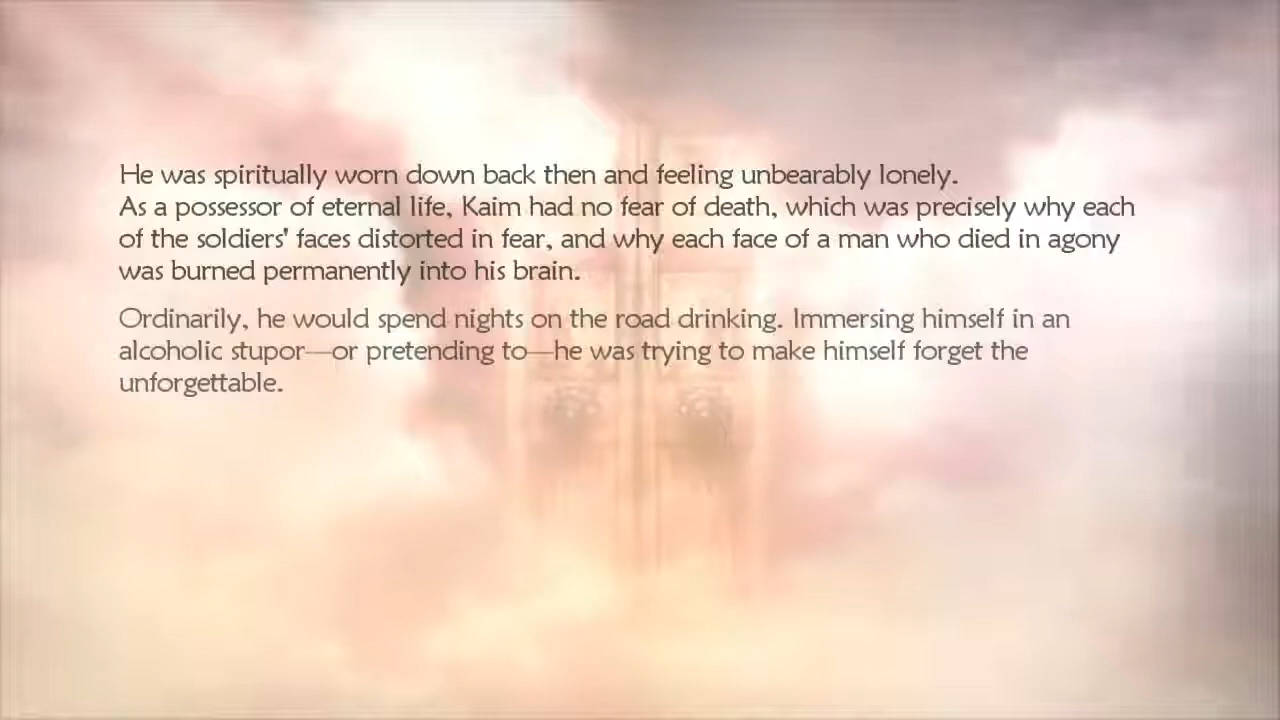 He was spiritually worn down back then and feeling unbearably lonely.
As a possessor of eternal life, Kaim had no fear of death, which was precisely why each
of the soldiers' faces distorted in fear, and why each face of a man who died in agony
was burned permanently into his brain.
Ordinarily, he would spend nights on the road drinking. Immersing himself in an
alcoholic stupor—or pretending to—he was trying to make himself forget the
unforgettable.